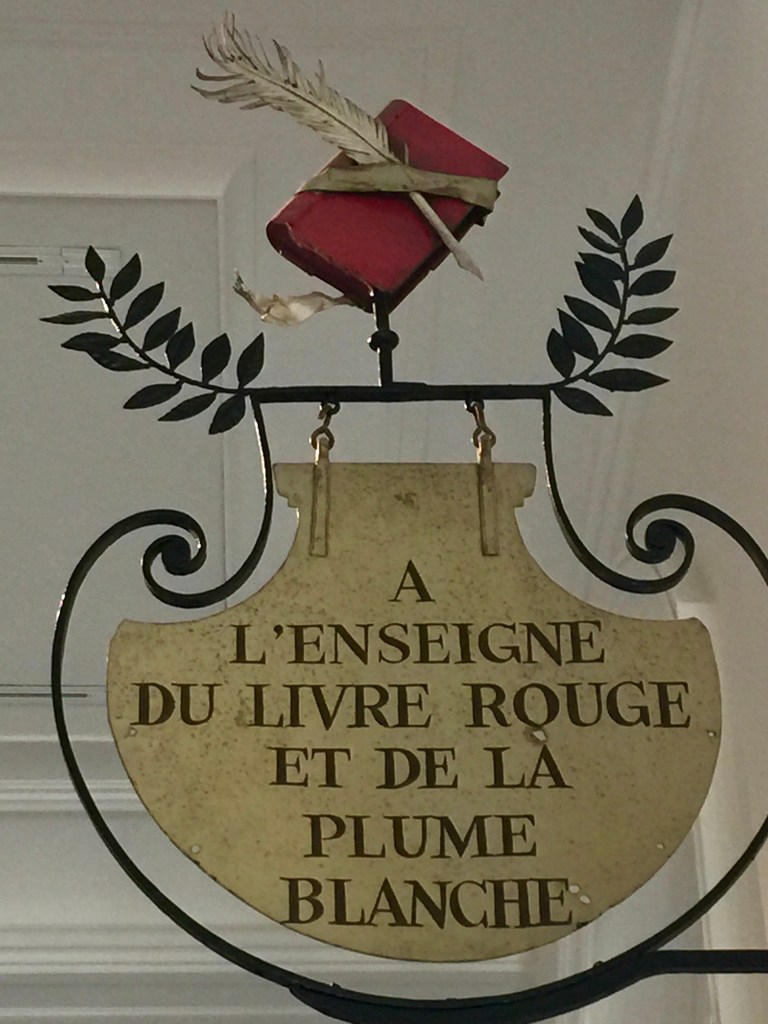 A
L'ENSEIGNE
DU LIVRE ROUGE
ET DE LA
PLUME
BLANCHE